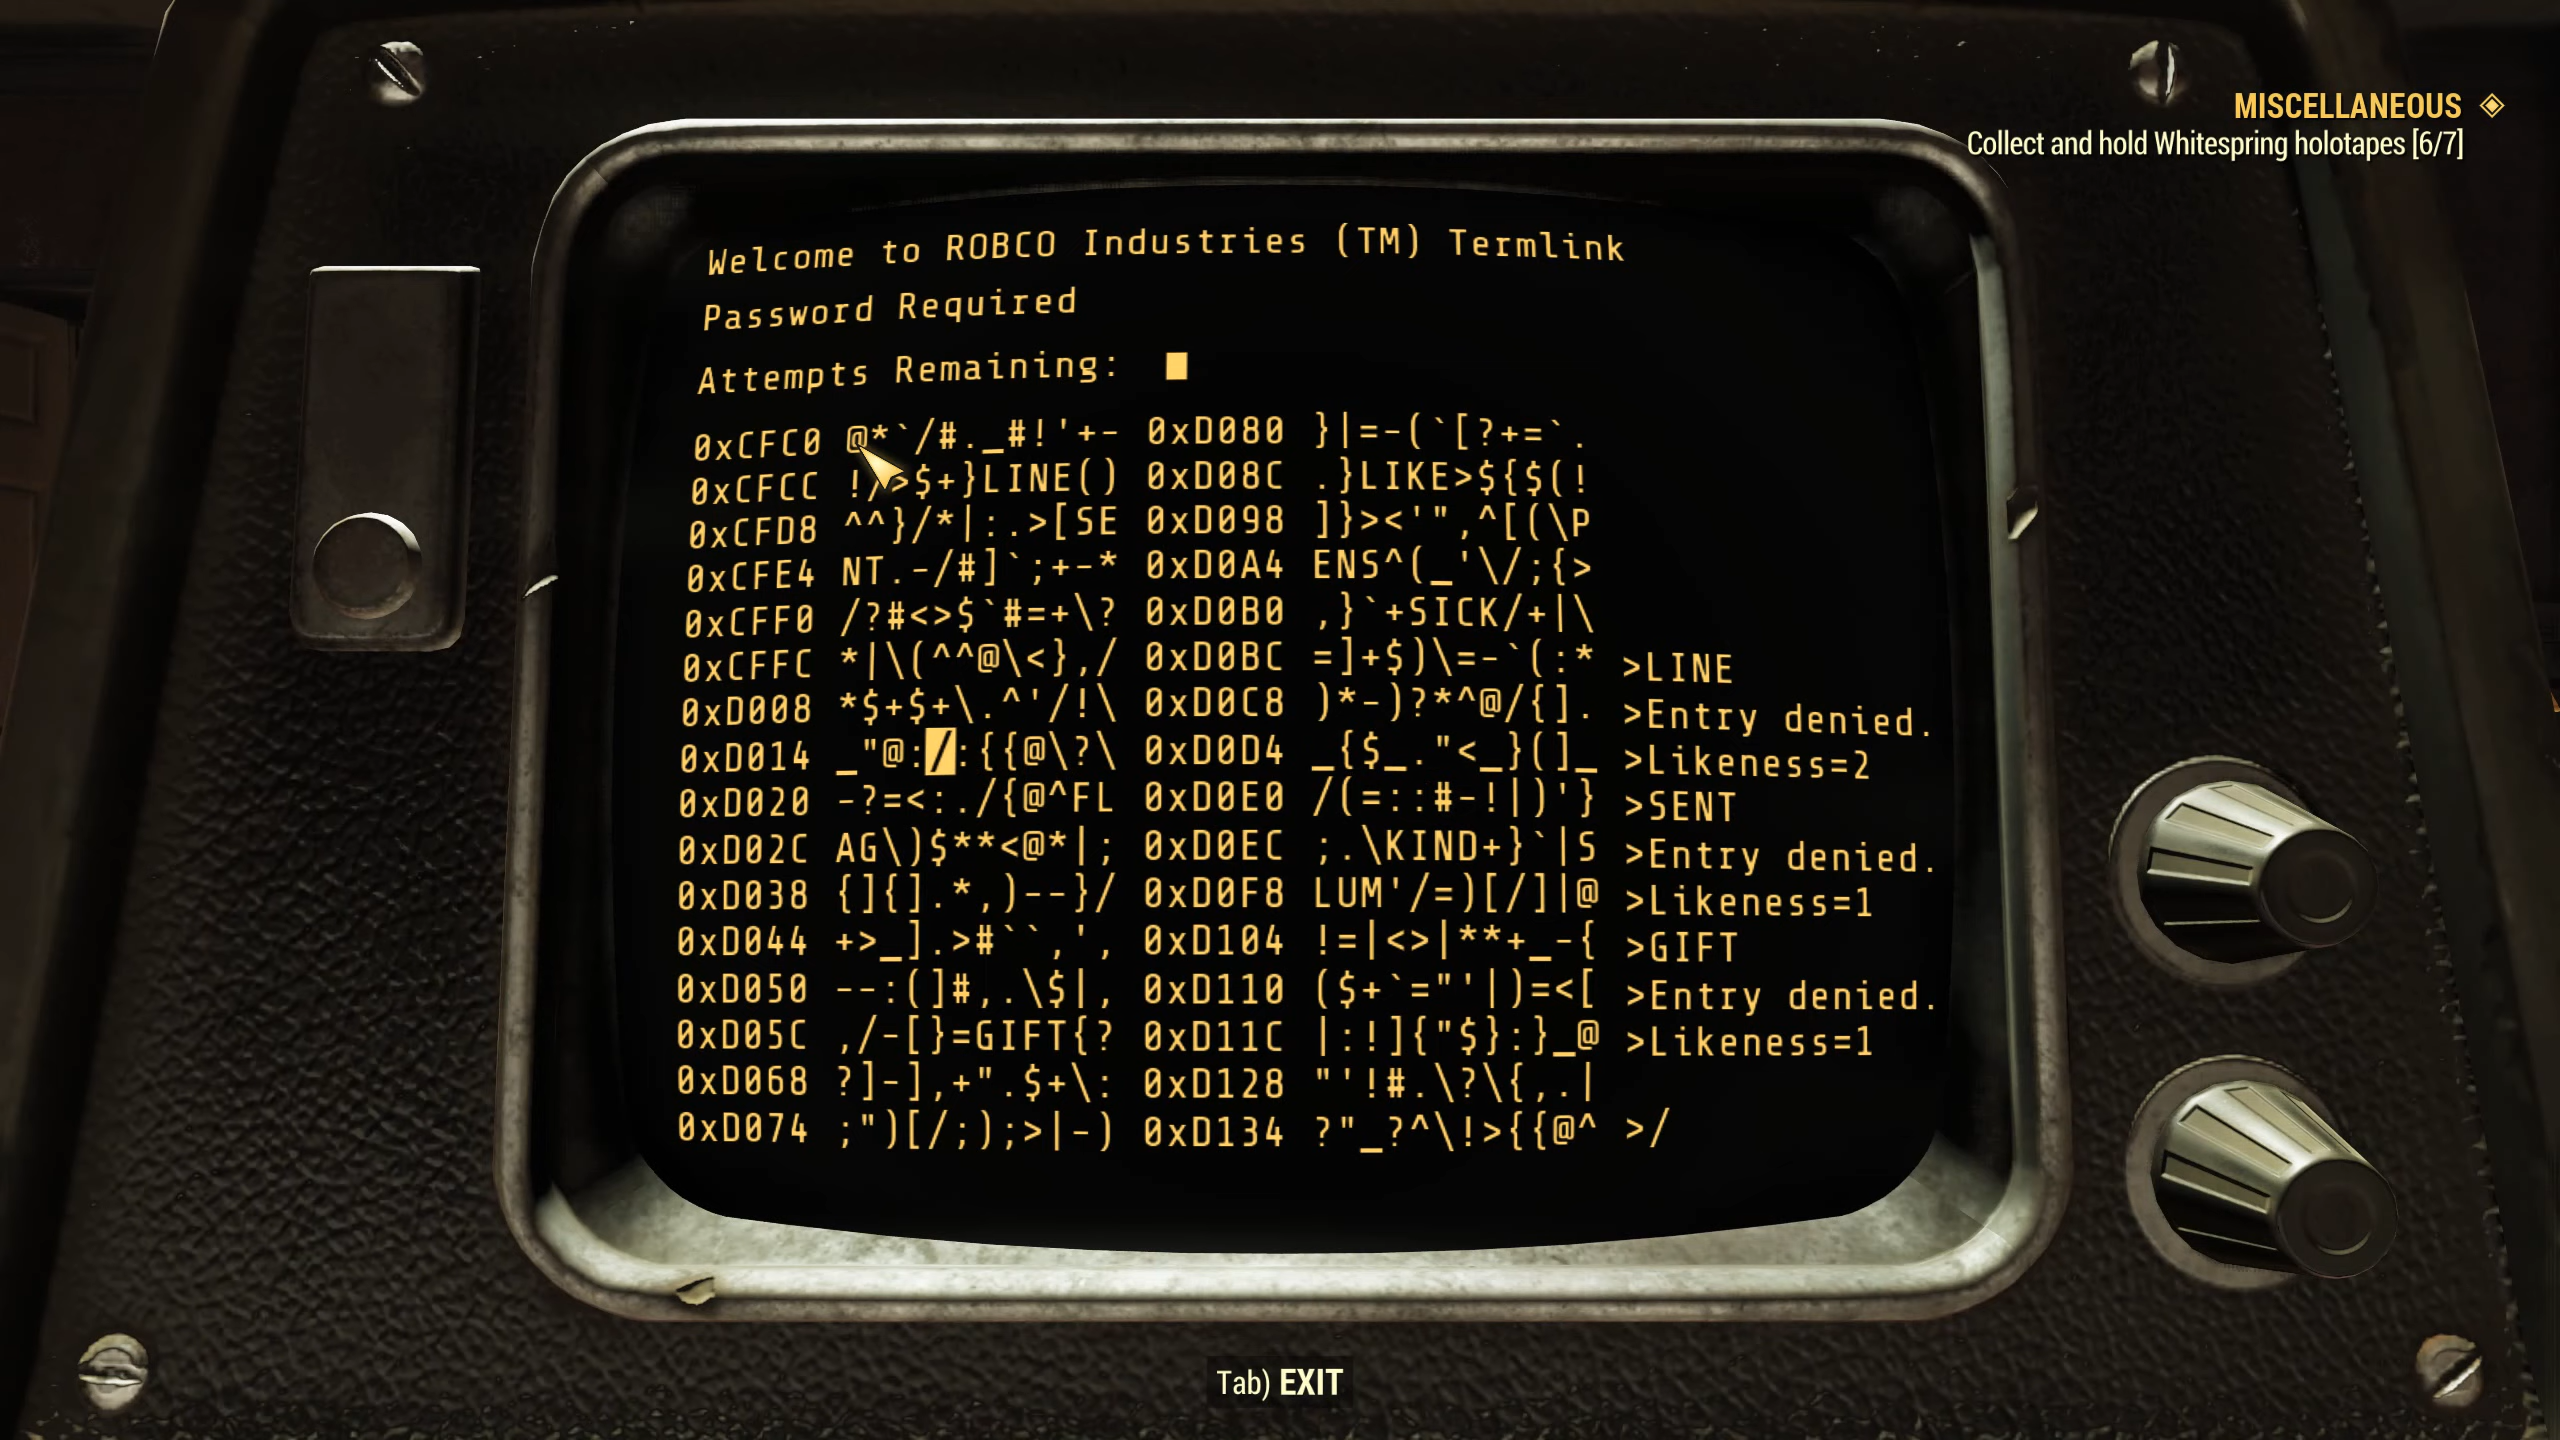 MISCELLANEOUS
Collect and hold Whitespring holotapes [6/7]
Welcome to ROBCO Industries (TM) Termlink
Password Required
Attempts Remaining: ■
0xCFC0 @*`/#._#!'+- 0xD080 }|=-(`[?+=`.
0xCFCC !/>$+}LINE() 0xD08C .}LIKE>${$(!
0xCFD8 ^^}/*|:.>[SE 0xD098 ]}><'",^[(\P
0xCFE4 NT.-/#]`;+-* 0xD0A4 ENS^(_'\/;{>
0xCFF0 /?#<>$`#=+\? 0xD0B0 ,}`+SICK/+|\
0xCFFC *|\(^^@\<},/ 0xD0BC =]+$)\=-`(:* >LINE
0xD008 *$+$+\.^'/!\ 0xD0C8 )*-)?*^@/{]. >Entry denied.
0xD014 _"@:/:{{@\?\ 0xD0D4 _{$_."<_}(]_ >Likeness=2
0xD020 -?=<:./{@^FL 0xD0E0 /(=::#-!|)'} >SENT
0xD02C AG\)$**<@*|; 0xD0EC ;.\KIND+}`|S >Entry denied.
0xD038 {]{].*,)--}/ 0xD0F8 LUM'/=)[/]|@ >Likeness=1
0xD044 +>_].>#``,', 0xD104 !=|<>|**+_-{ >GIFT
0xD050 --:(]#,.\$|, 0xD110 ($+`="'|)=<[ >Entry denied.
0xD05C ,/-[}=GIFT{? 0xD11C |:!]{"$}:}_@ >Likeness=1
0xD068 ?]-],+".$+\: 0xD128 "'!#.\?\{,.|
0xD074 ;")[/;);>|-) 0xD134 ?"_?^\!>{{@^ >/
Tab) EXIT